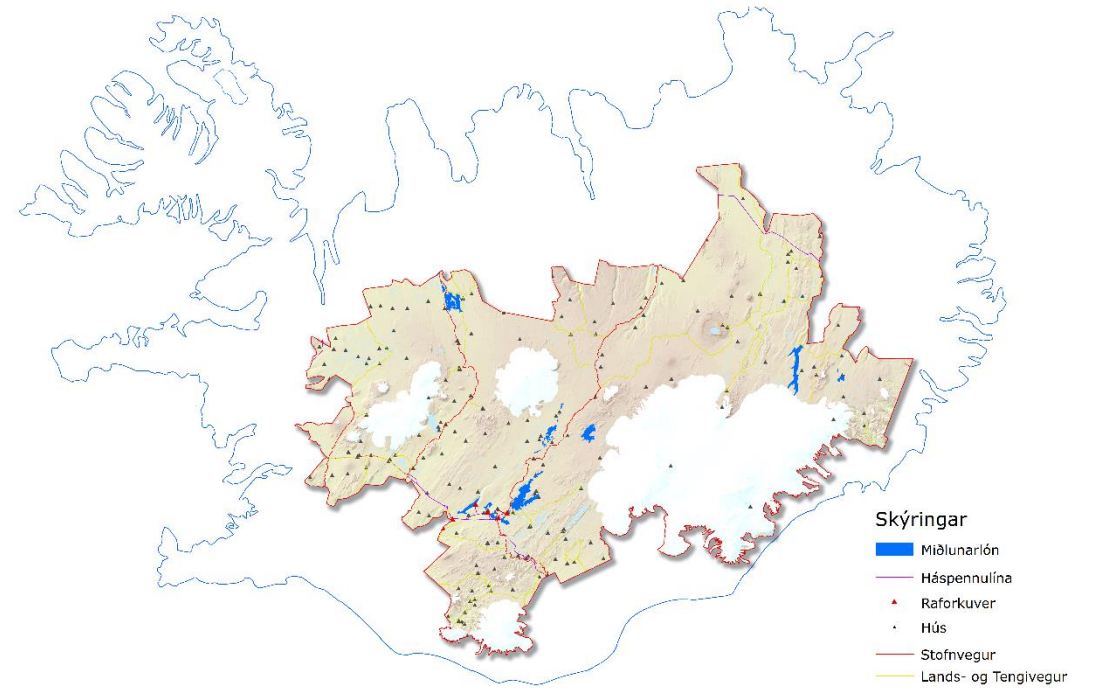 Skýringar
Miðlunarlón
Háspennulína
Raforkuver
Hús
Stofnvegur
Lands- og Tengivegur